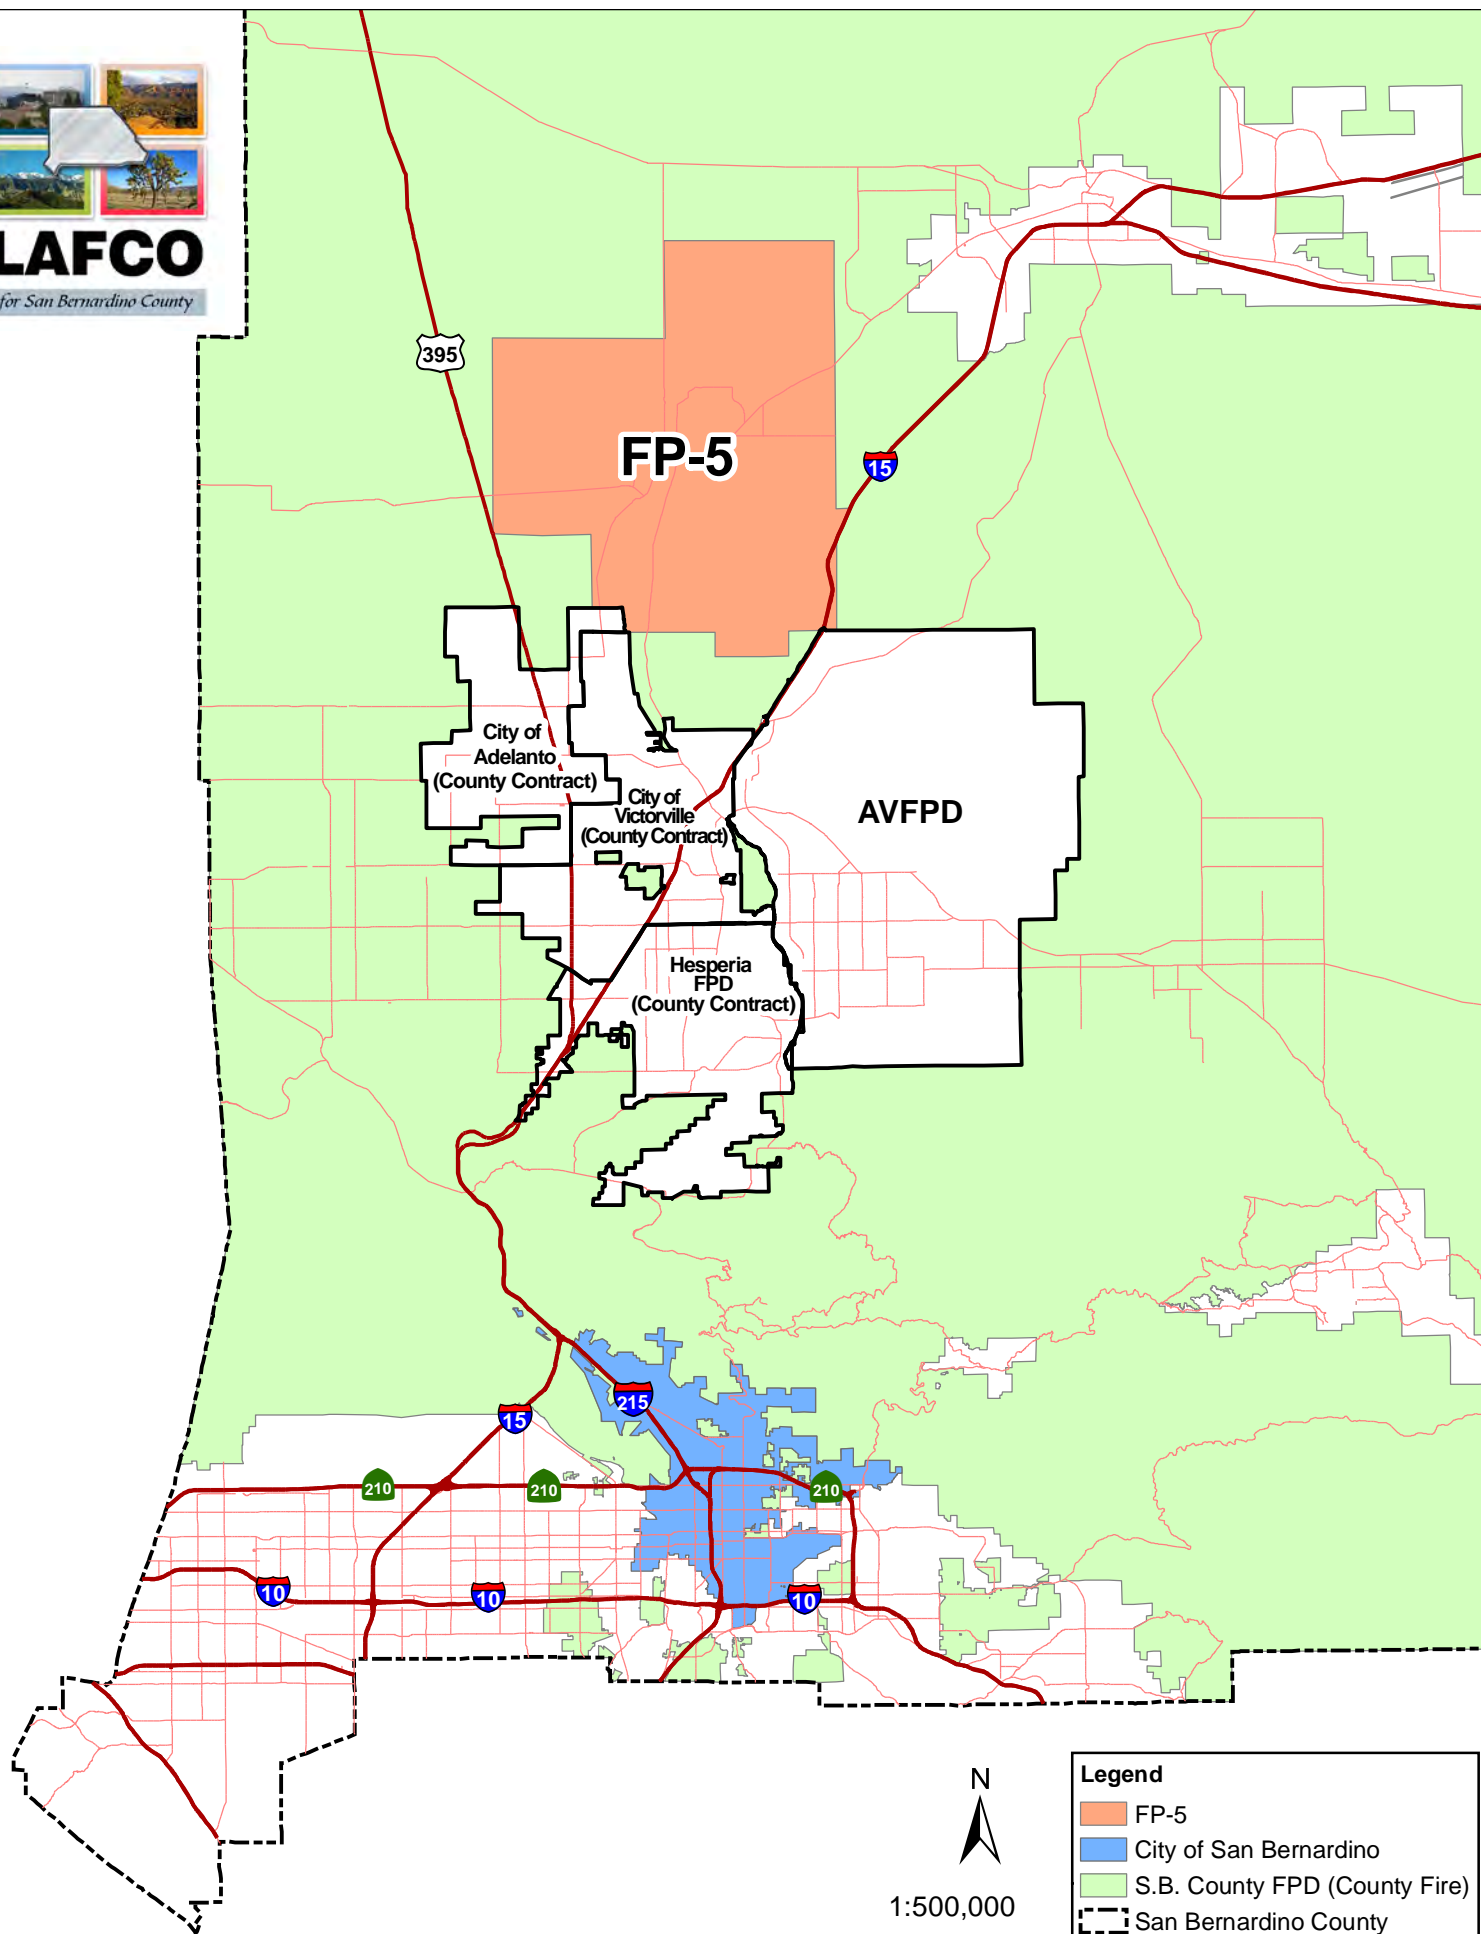 LAFCO
for San Bernardino County
395
FP-5
15
City of
Adelanto
(County Contract)
City of
Victorville
(County Contract)
AVFPD
Hesperia
FPD
(County Contract)
215
15
210
210
210
10
10
10
N
1:500,000
Legend
FP-5
City of San Bernardino
S.B. County FPD (County Fire)
San Bernardino County